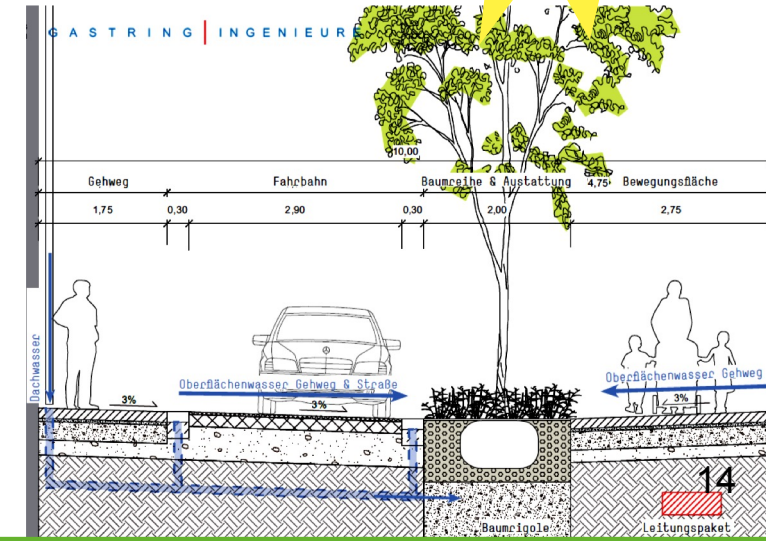 GASTRING | INGENIEURE
10,00
Gehweg Fahrbahn Baumreihe & Austattung 4,75 Bewegungsfläche
1,75 0,30 2,90 0,30 2,00 2,75
Dachwasser
Oberflächenwasser Gehweg & Straße
Oberflächenwasser Gehweg
3% 3% 3%
14
Baumrigole Leitungspaket